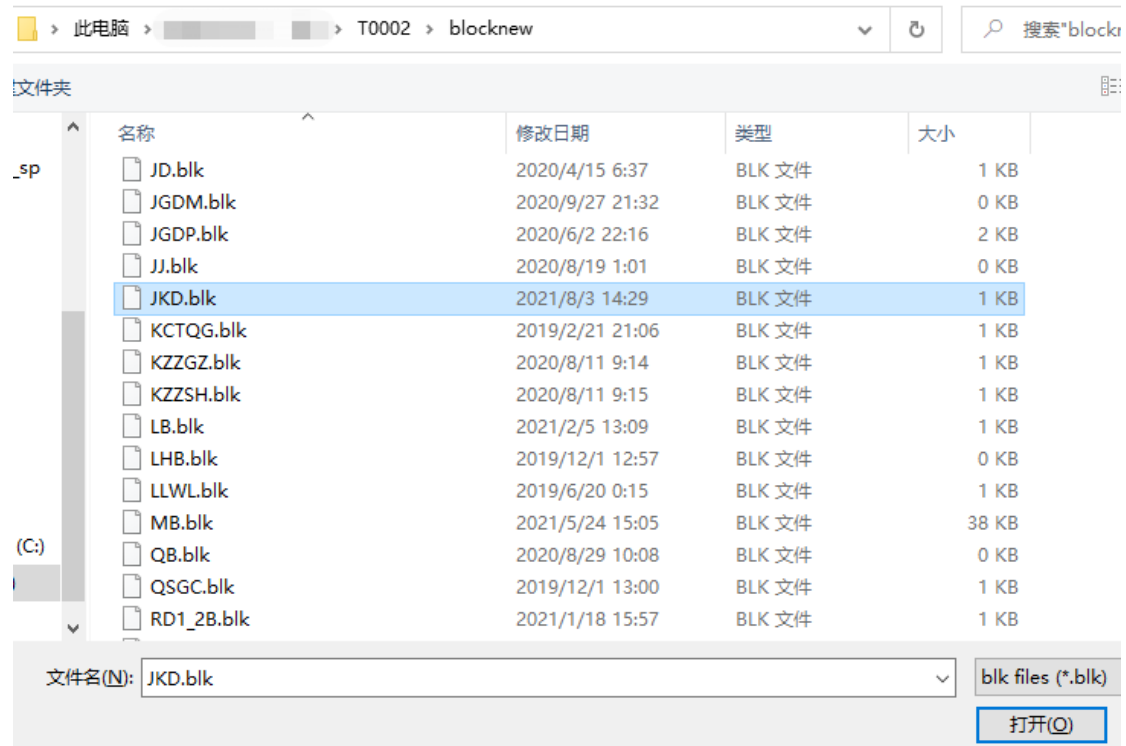 此电脑 T0002 blocknew 搜索"block
文件夹
名称 修改日期 类型 大小
_sp
JD.blk 2020/4/15 6:37 BLK 文件 1 KB
JGDM.blk 2020/9/27 21:32 BLK 文件 0 KB
JGDP.blk 2020/6/2 22:16 BLK 文件 2 KB
JJ.blk 2020/8/19 1:01 BLK 文件 0 KB
JKD.blk 2021/8/3 14:29 BLK 文件 1 KB
KCTQG.blk 2019/2/21 21:06 BLK 文件 1 KB
KZZGZ.blk 2020/8/11 9:14 BLK 文件 1 KB
KZZSH.blk 2020/8/11 9:15 BLK 文件 1 KB
LB.blk 2021/2/5 13:09 BLK 文件 1 KB
LHB.blk 2019/12/1 12:57 BLK 文件 0 KB
LLWL.blk 2019/6/20 0:15 BLK 文件 1 KB
MB.blk 2021/5/24 15:05 BLK 文件 38 KB
(C:)
QB.blk 2020/8/29 10:08 BLK 文件 0 KB
QSGC.blk 2019/12/1 13:00 BLK 文件 1 KB
RD1_2B.blk 2021/1/18 15:57 BLK 文件 1 KB
文件名(N): JKD.blk blk files (*.blk)
打开(O)